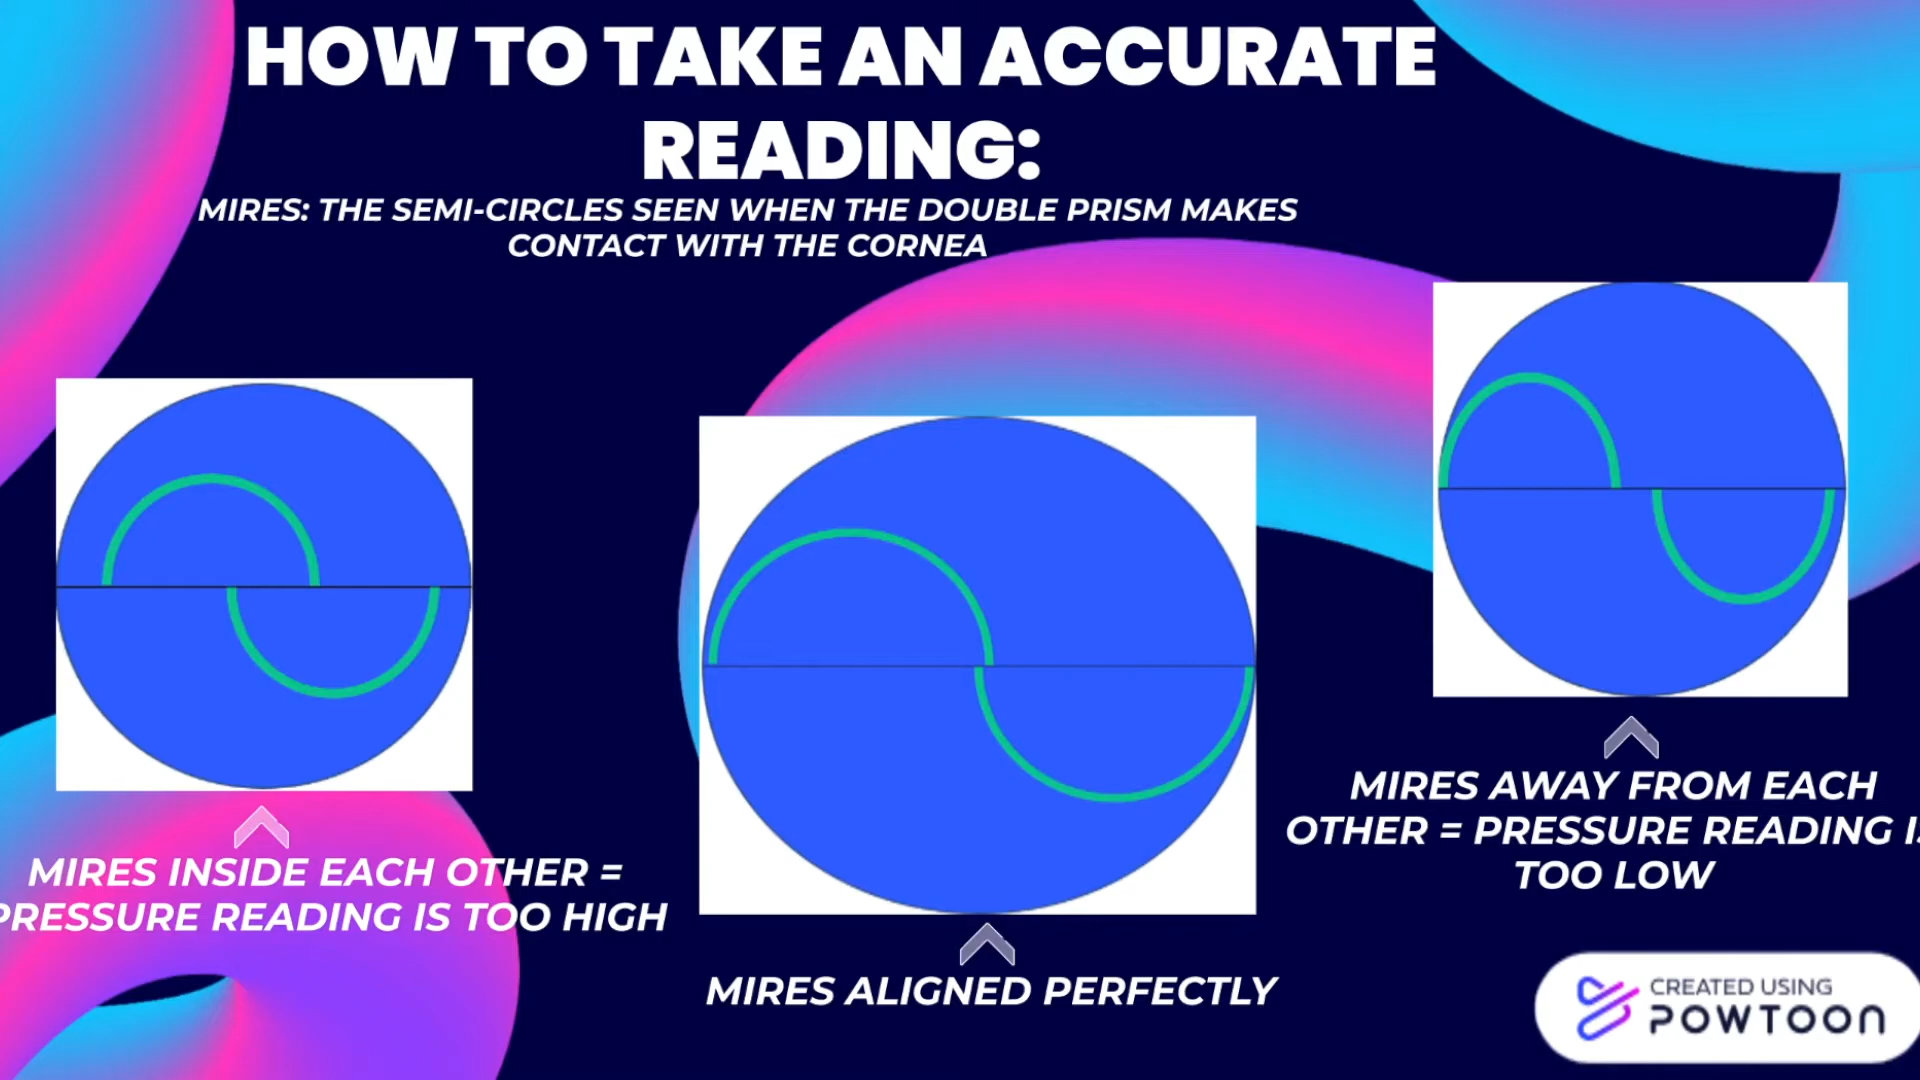 HOW TO TAKE AN ACCURATE
READING:
MIRES: THE SEMI-CIRCLES SEEN WHEN THE DOUBLE PRISM MAKES
CONTACT WITH THE CORNEA
MIRES INSIDE EACH OTHER =
PRESSURE READING IS TOO HIGH
MIRES ALIGNED PERFECTLY
MIRES AWAY FROM EACH
OTHER = PRESSURE READING IS
TOO LOW
CREATED USING
POWTOON